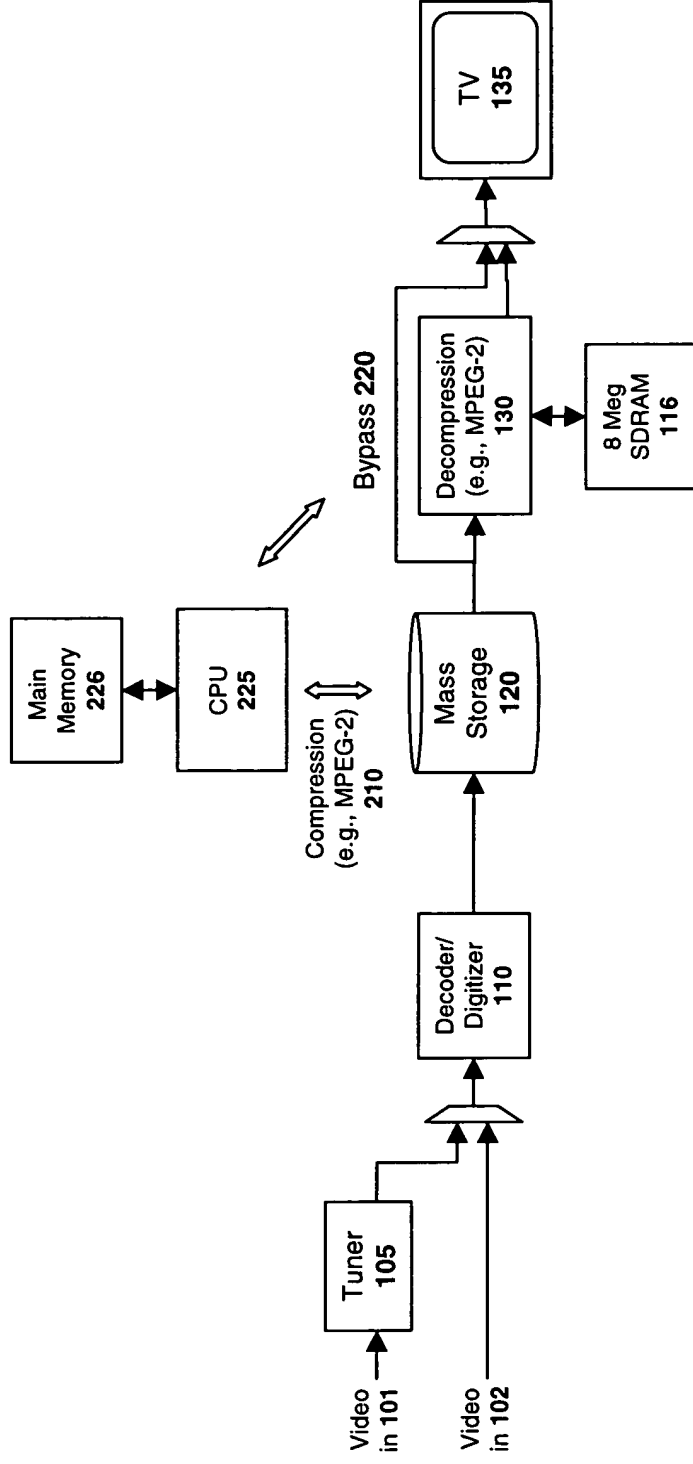 Video
in 101
Video
in 102
Tuner
105
Decoder/
Digitizer
110
Main
Memory
226
CPU
225
Compression
(e.g., MPEG-2)
210
Mass
Storage
120
Bypass 220
Decompression
(e.g., MPEG-2)
130
8 Meg
SDRAM
116
TV
135